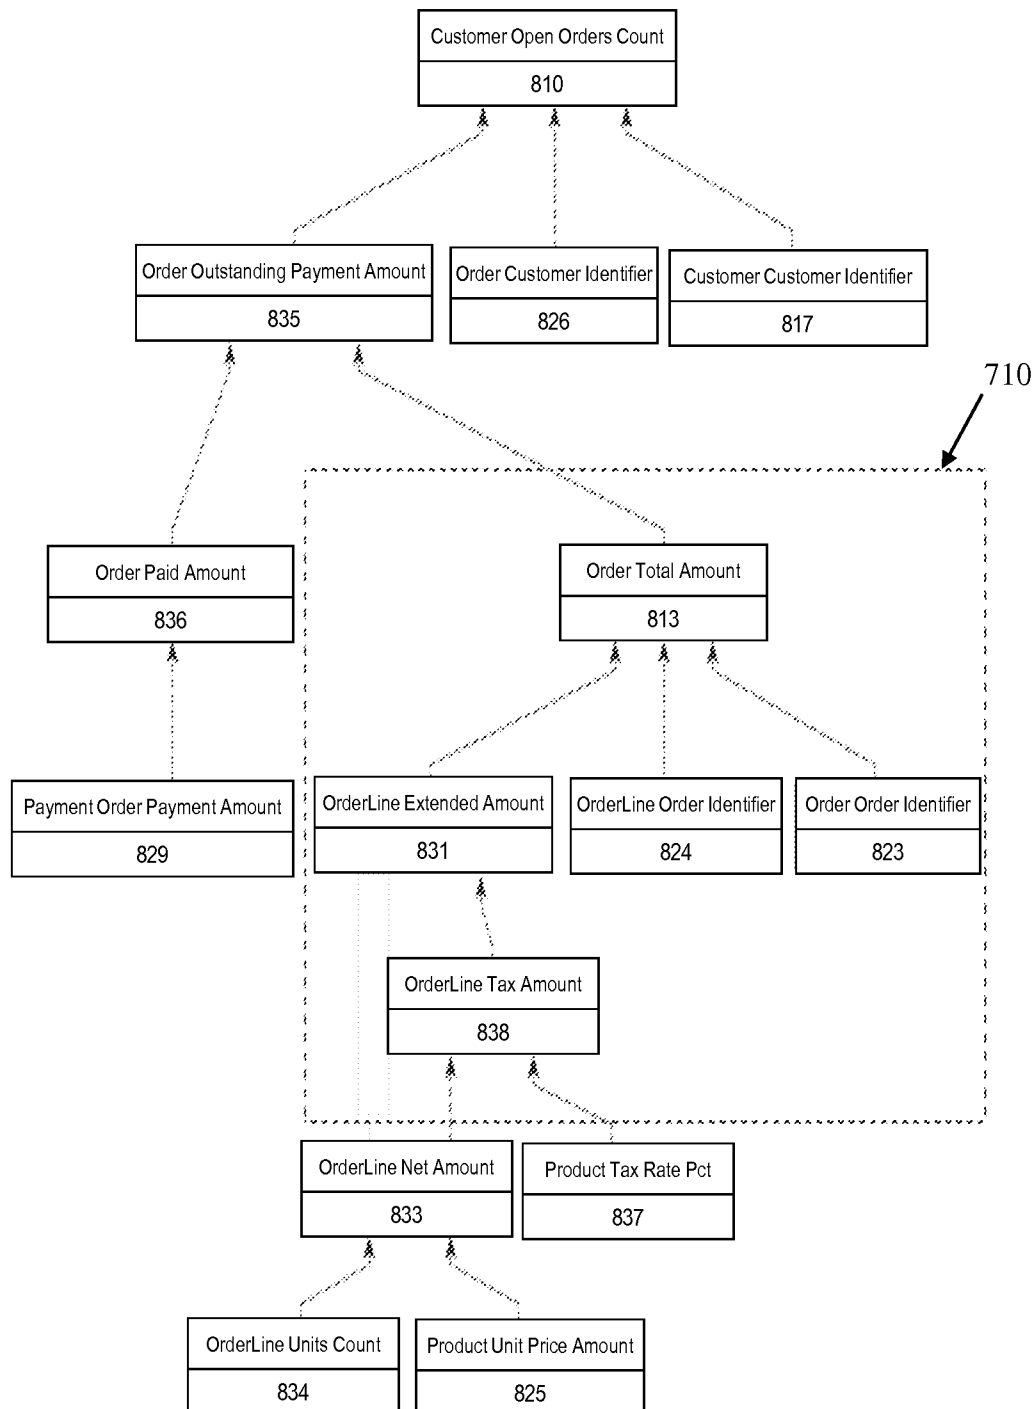 Customer Open Orders Count
810
Order Outstanding Payment Amount
835
Order Customer Identifier
826
Customer Customer Identifier
817
710
Order Paid Amount
836
Order Total Amount
813
Payment Order Payment Amount
829
OrderLine Extended Amount
831
OrderLine Order Identifier
824
Order Order Identifier
823
OrderLine Tax Amount
838
OrderLine Net Amount
833
Product Tax Rate Pct
837
OrderLine Units Count
834
Product Unit Price Amount
825